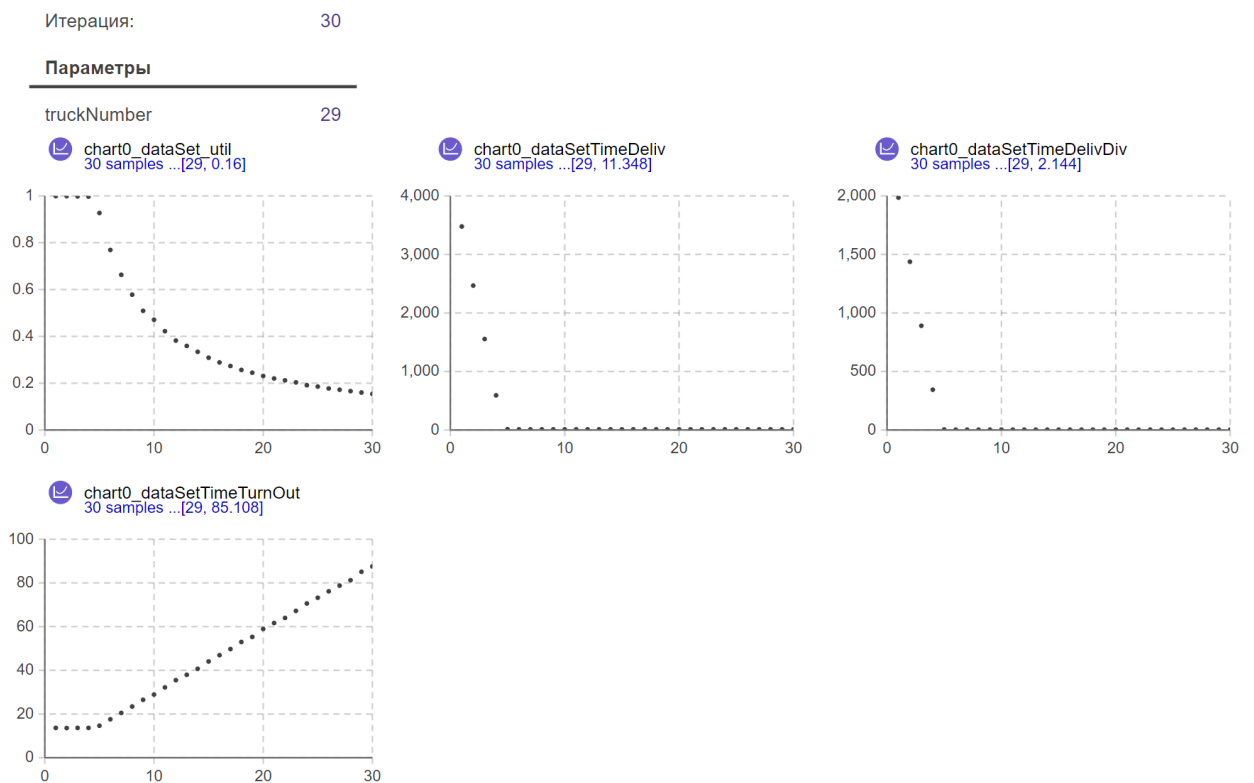 Итерация: 30
Параметры
truckNumber 29
chart0_dataSet_util
30 samples ...[29, 0.16]
1
0.8
0.6
0.4
0.2
0
0 10 20 30
chart0_dataSetTimeDeliv
30 samples ...[29, 11.348]
4,000
3,000
2,000
1,000
0
0 10 20 30
chart0_dataSetTimeDelivDiv
30 samples ...[29, 2.144]
2,000
1,500
1,000
500
0
0 10 20 30
chart0_dataSetTimeTurnOut
30 samples ...[29, 85.108]
100
80
60
40
20
0
0 10 20 30